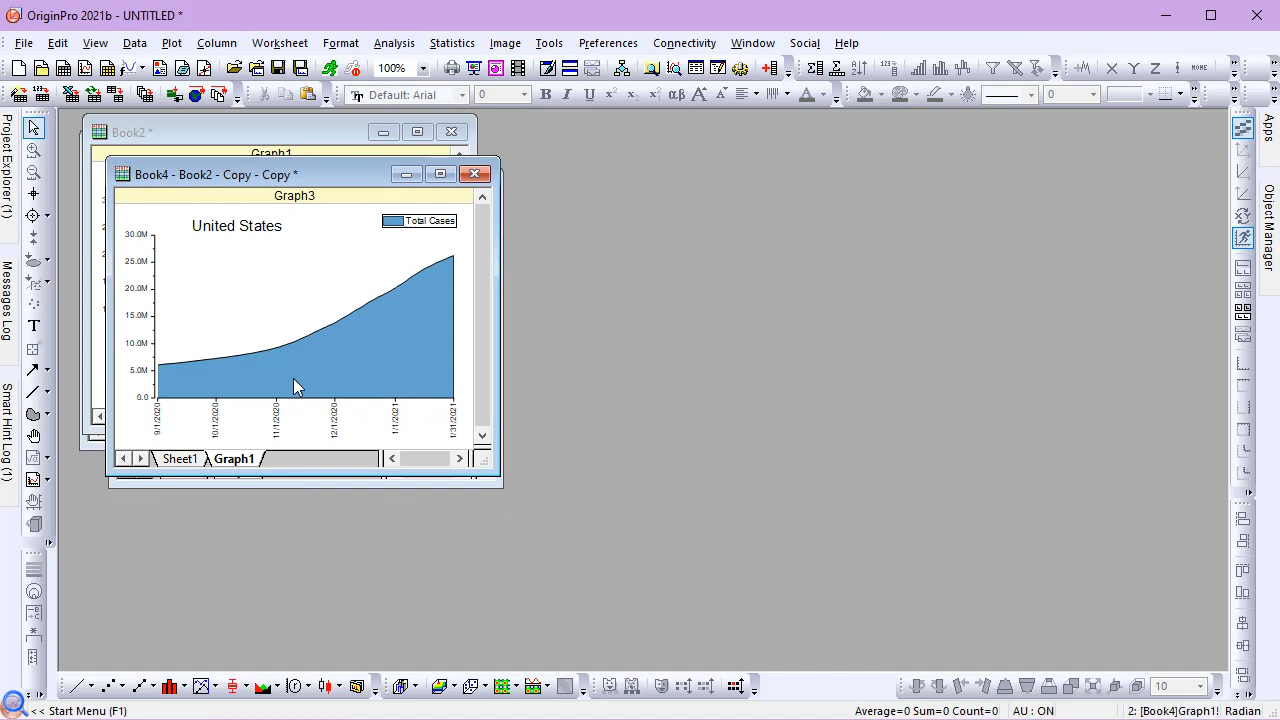 OriginPro 2021b - UNTITLED *
File Edit View Data Plot Column Worksheet Format Analysis Statistics Image Tools Preferences Connectivity Window Social Help
100%
Default: Arial 0 B I U αβ A A 0
Project Explorer (1)
Messages Log
Smart Hint Log (1)
Apps
Object Manager
Book2 *
Graph1
Book4 - Book2 - Copy - Copy *
Graph3
United States
Total Cases
30.0M
25.0M
20.0M
15.0M
10.0M
5.0M
0.0
9/1/2020
10/1/2020
11/1/2020
12/1/2020
1/1/2021
1/31/2021
Sheet1 Graph1
10
<< Start Menu (F1) Average=0 Sum=0 Count=0 AU : ON 2: [Book4]Graph1! Radian